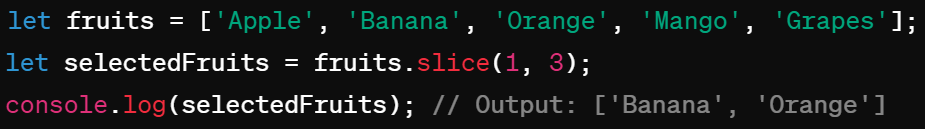 let fruits = ['Apple', 'Banana', 'Orange', 'Mango', 'Grapes'];
let selectedFruits = fruits.slice(1, 3);
console.log(selectedFruits); // Output: ['Banana', 'Orange']